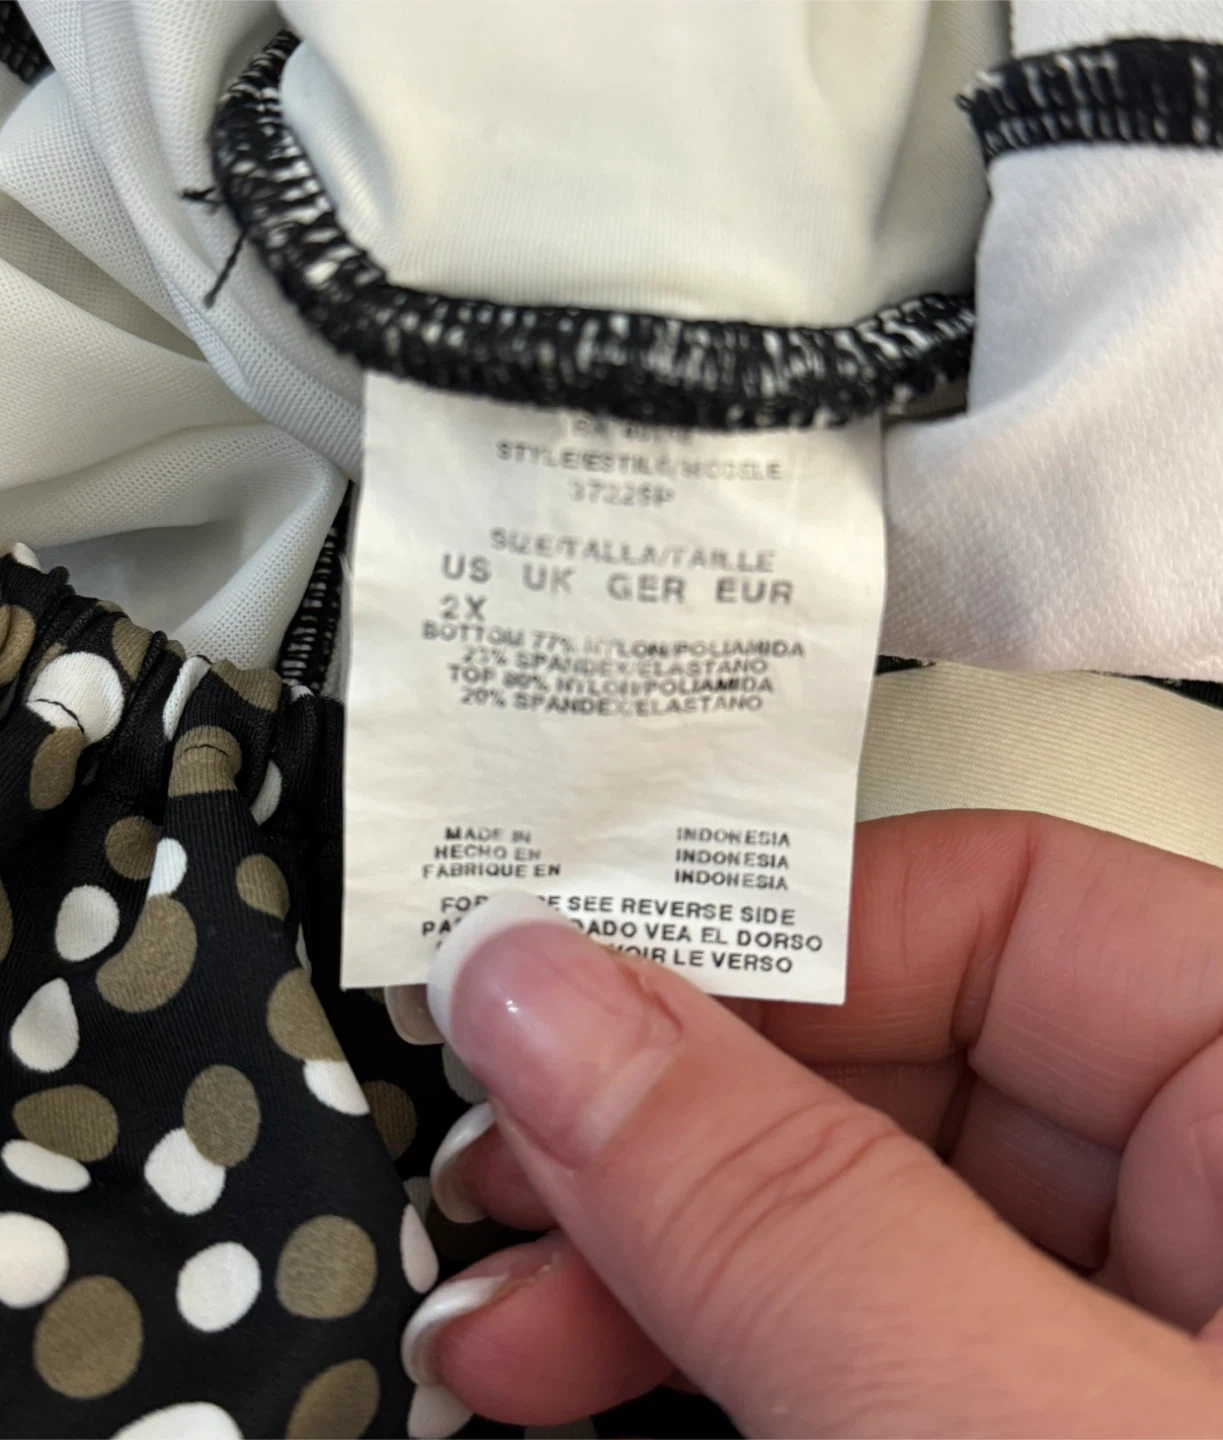 STYLE/ESTILO/MODELE
SIZE/TALLA/TAILLE
US UK GER EUR
2X
BOTTOM 77% NYLON/POLIAMIDA
23% SPANDEX/ELASTANO
TOP 80% NYLON/POLIAMIDA
20% SPANDEX/ELASTANO
MADE IN INDONESIA
HECHO EN INDONESIA
FABRIQUE EN INDONESIA
SEE REVERSE SIDE
VEA EL DORSO
VOIR LE VERSO